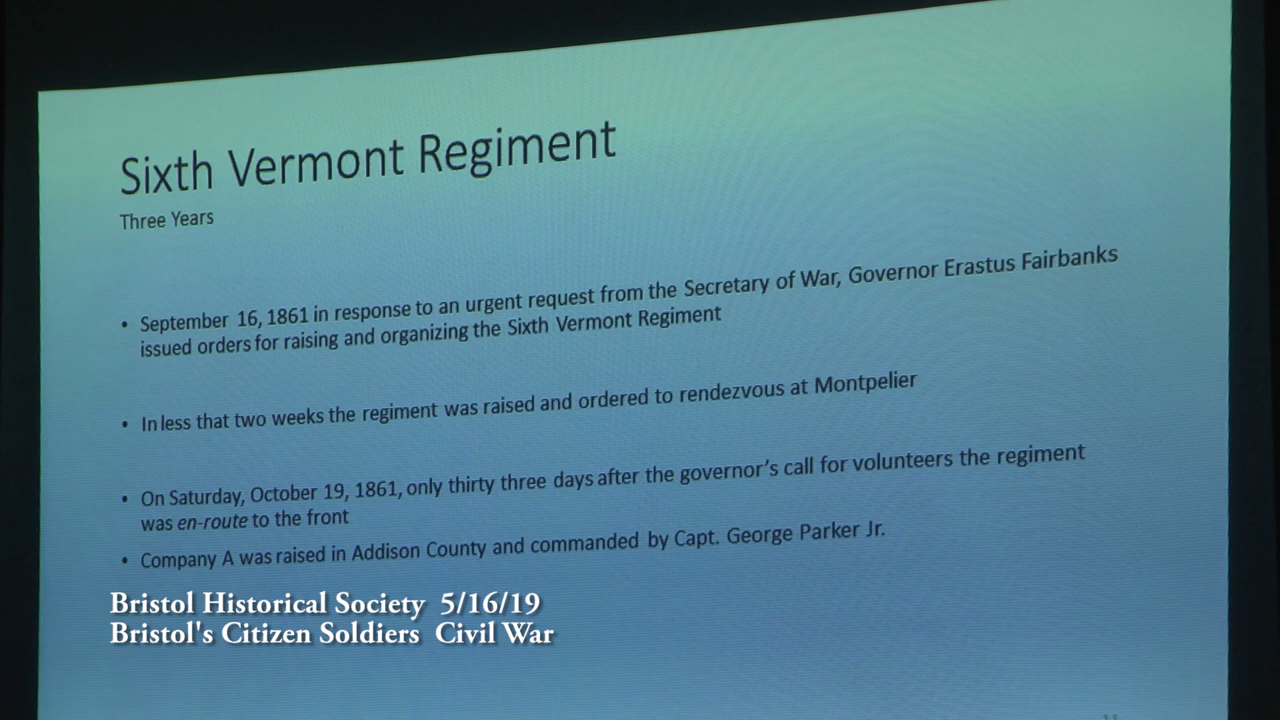 Sixth Vermont Regiment
Three Years
• September 16, 1861 in response to an urgent request from the Secretary of War, Governor Erastus Fairbanks
issued orders for raising and organizing the Sixth Vermont Regiment
• In less that two weeks the regiment was raised and ordered to rendezvous at Montpelier
• On Saturday, October 19, 1861, only thirty three days after the governor's call for volunteers the regiment
was en-route to the front
• Company A was raised in Addison County and commanded by Capt. George Parker Jr.
Bristol Historical Society 5/16/19
Bristol's Citizen Soldiers Civil War